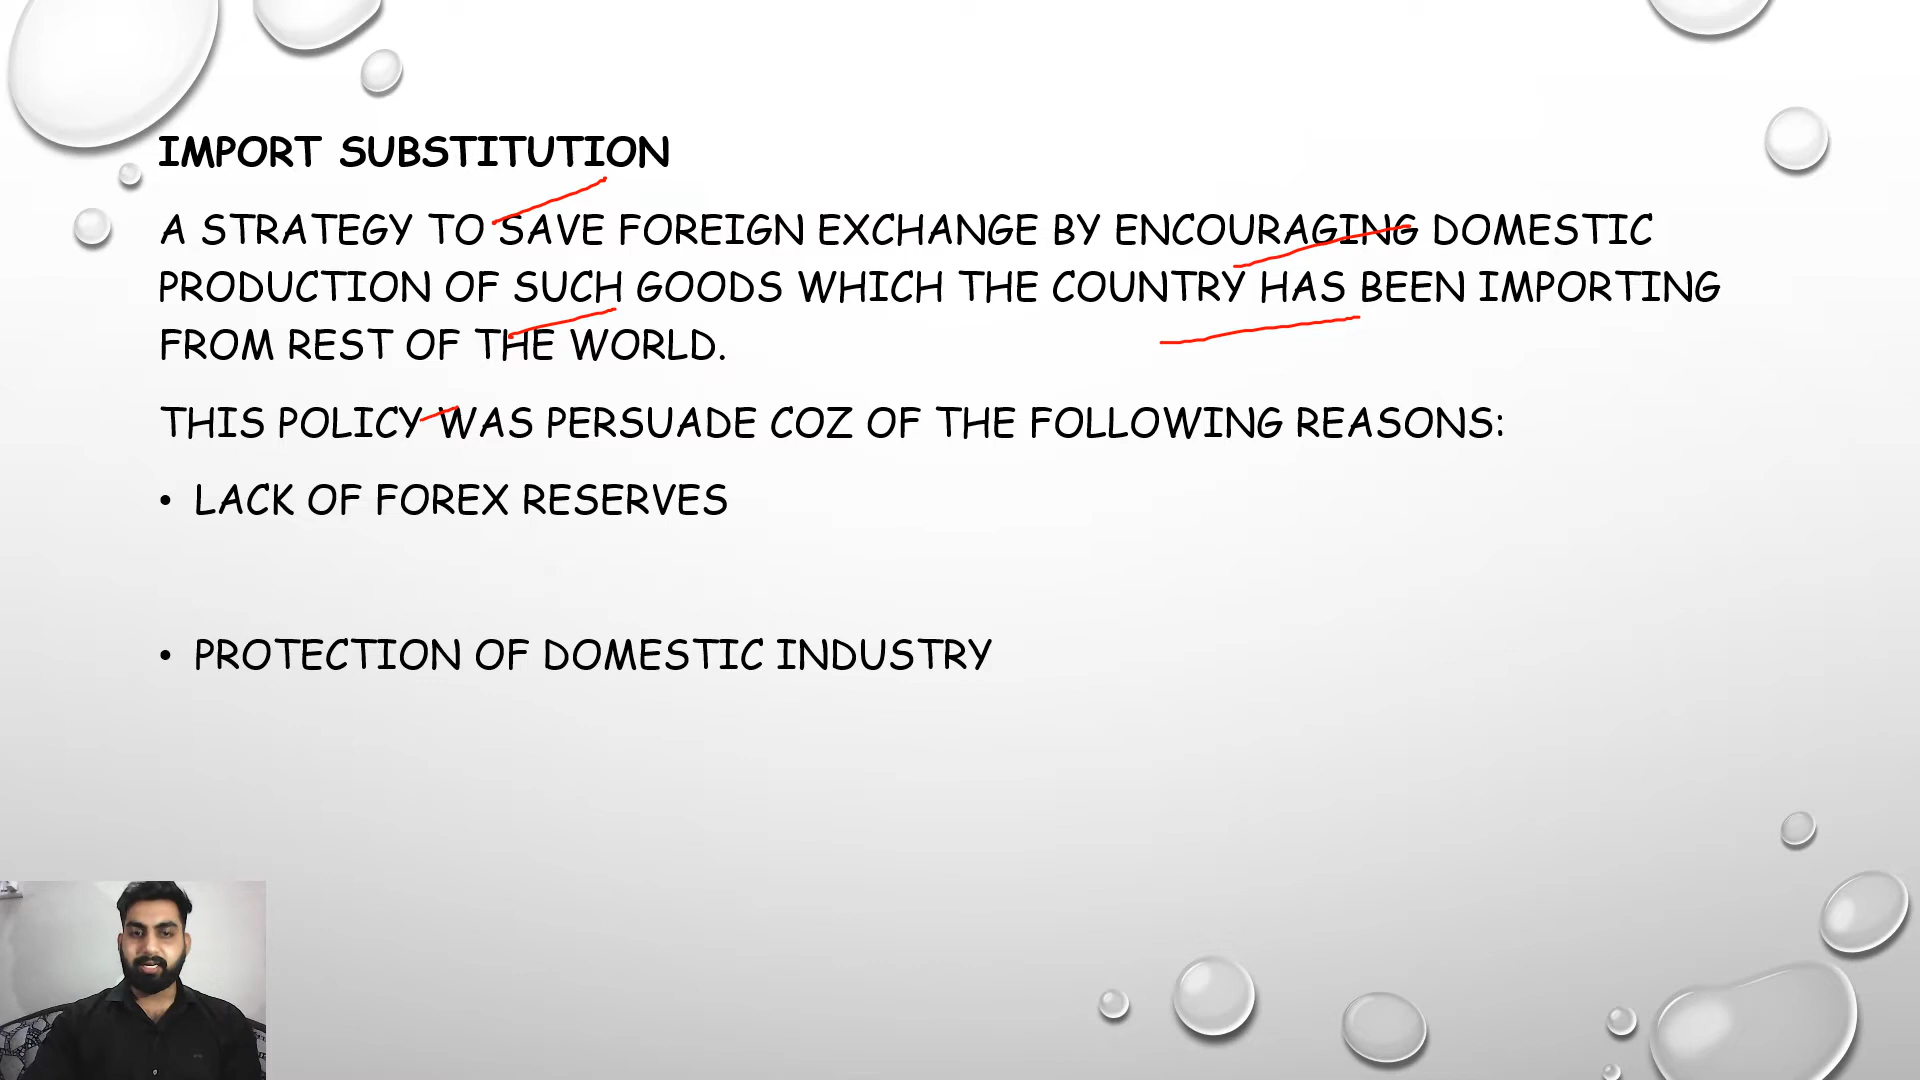 IMPORT SUBSTITUTION
A STRATEGY TO SAVE FOREIGN EXCHANGE BY ENCOURAGING DOMESTIC
PRODUCTION OF SUCH GOODS WHICH THE COUNTRY HAS BEEN IMPORTING
FROM REST OF THE WORLD.
THIS POLICY WAS PERSUADE COZ OF THE FOLLOWING REASONS:
• LACK OF FOREX RESERVES
• PROTECTION OF DOMESTIC INDUSTRY